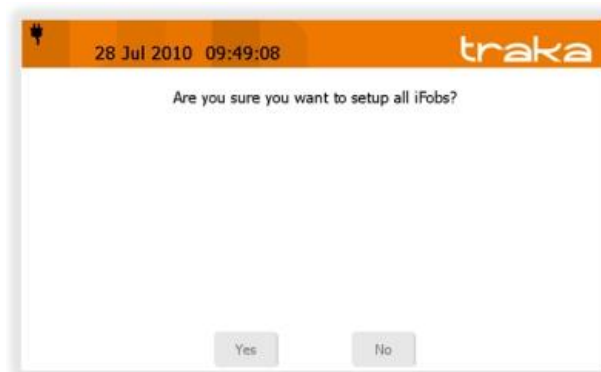 28 Jul 2010 09:49:08 traka
Are you sure you want to setup all iFobs?
Yes No